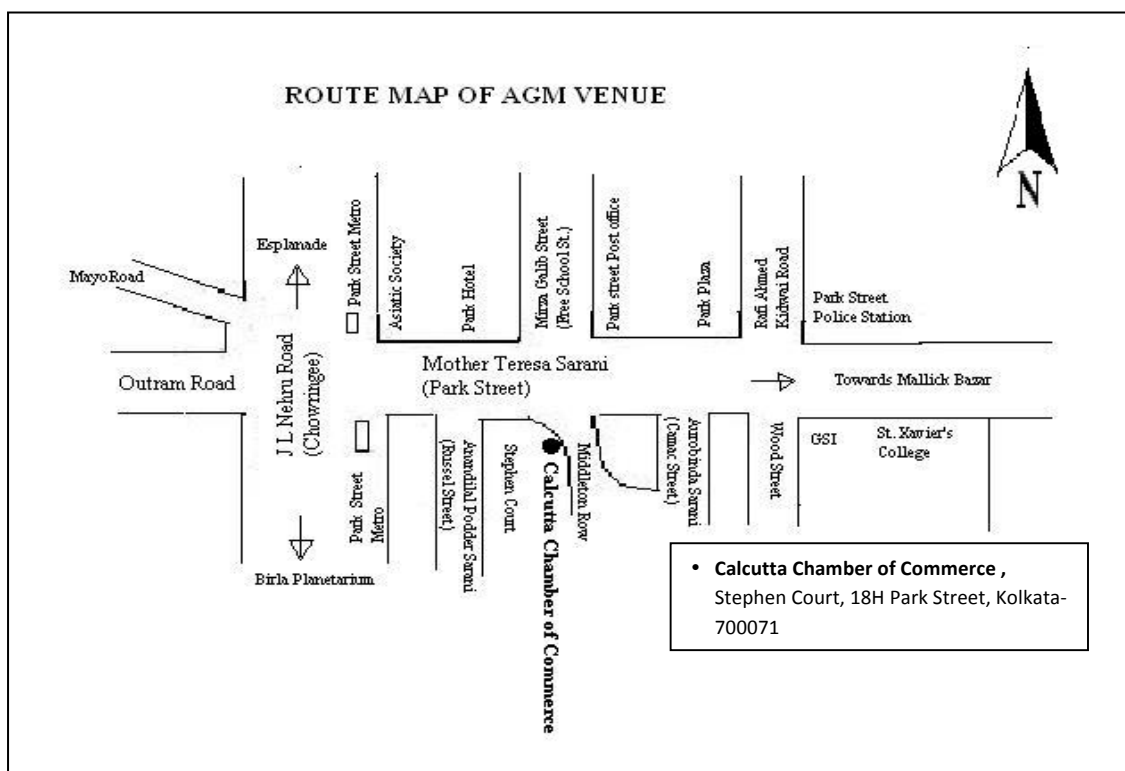 ROUTE MAP OF AGM VENUE
N
Esplanade
Mayo Road
Park Street Metro
Asiatic Society
Park Hotel
Mirza Galib Street
(Free School St.)
Park street Post office
Park Plaza
Rafi Ahmed
Kidwai Road
Park Street
Police Station
Outram Road
J L Nehru Road
(Chowringee)
Mother Teresa Sarani
(Park Street)
Towards Mallick Bazar
Park Street
Metro
Anandilal Podder Sarani
(Russel Street)
Stephen Court
Calcutta Chamber of Commerce
Middleton Row
Aurobinda Sarani
(Camac Street)
Wood Street
GSI
St. Xavier's
College
Birla Planetarium
• Calcutta Chamber of Commerce ,
Stephen Court, 18H Park Street, Kolkata-
700071